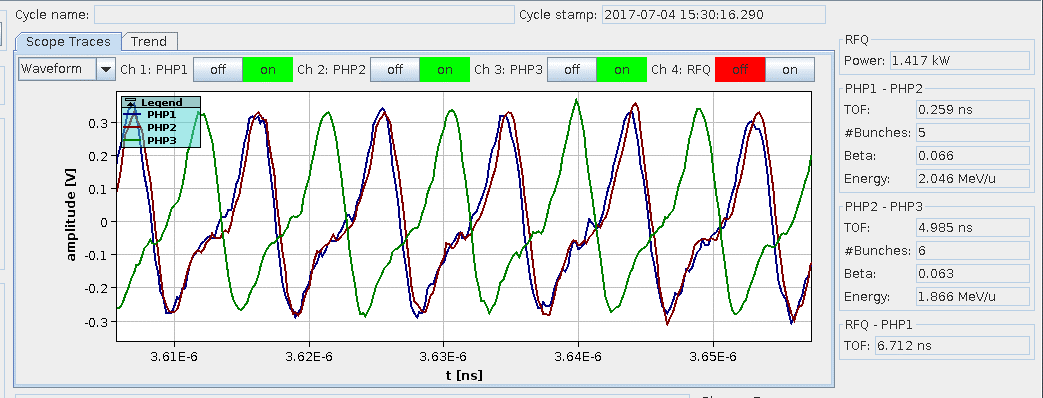 Cycle name: Cycle stamp: 2017-07-04 15:30:16.290
Scope Traces Trend
Waveform Ch 1: PHP1 off on Ch 2: PHP2 off on Ch 3: PHP3 off on Ch 4: RFQ off on
Legend
PHP1
PHP2
PHP3
amplitude [V]
0.3
0.2
0.1
0
-0.1
-0.2
-0.3
3.61E-6 3.62E-6 3.63E-6 3.64E-6 3.65E-6
t [ns]
RFQ
Power: 1.417 kW
PHP1 - PHP2
TOF: 0.259 ns
#Bunches: 5
Beta: 0.066
Energy: 2.046 MeV/u
PHP2 - PHP3
TOF: 4.985 ns
#Bunches: 6
Beta: 0.063
Energy: 1.866 MeV/u
RFQ - PHP1
TOF: 6.712 ns